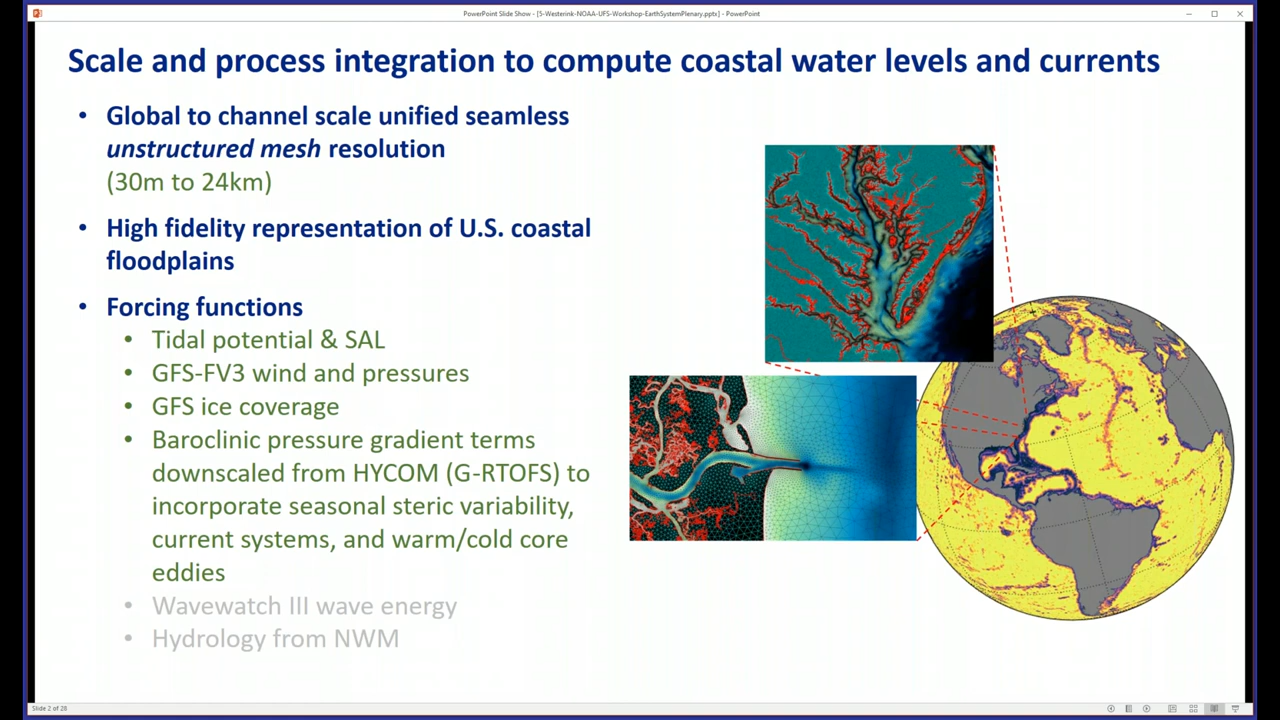 PowerPoint Slide Show - [5-Westerink-NOAA-UFS-Workshop-EarthSystemPlenary.pptx] - PowerPoint
Scale and process integration to compute coastal water levels and currents
• Global to channel scale unified seamless
unstructured mesh resolution
(30m to 24km)
• High fidelity representation of U.S. coastal
floodplains
• Forcing functions
• Tidal potential & SAL
• GFS-FV3 wind and pressures
• GFS ice coverage
• Baroclinic pressure gradient terms
downscaled from HYCOM (G-RTOFS) to
incorporate seasonal steric variability,
current systems, and warm/cold core
eddies
• Wavewatch III wave energy
• Hydrology from NWM
Slide 2 of 28